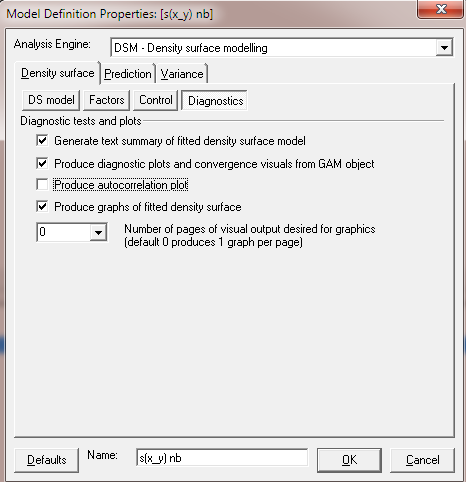 Model Definition Properties: [s(x_y) nb]
Analysis Engine: DSM - Density surface modelling
Density surface Prediction Variance
DS model Factors Control Diagnostics
Diagnostic tests and plots
Generate text summary of fitted density surface model
Produce diagnostic plots and convergence visuals from GAM object
Produce autocorrelation plot
Produce graphs of fitted density surface
0 Number of pages of visual output desired for graphics
(default 0 produces 1 graph per page)
Defaults Name: s(x_y) nb OK Cancel